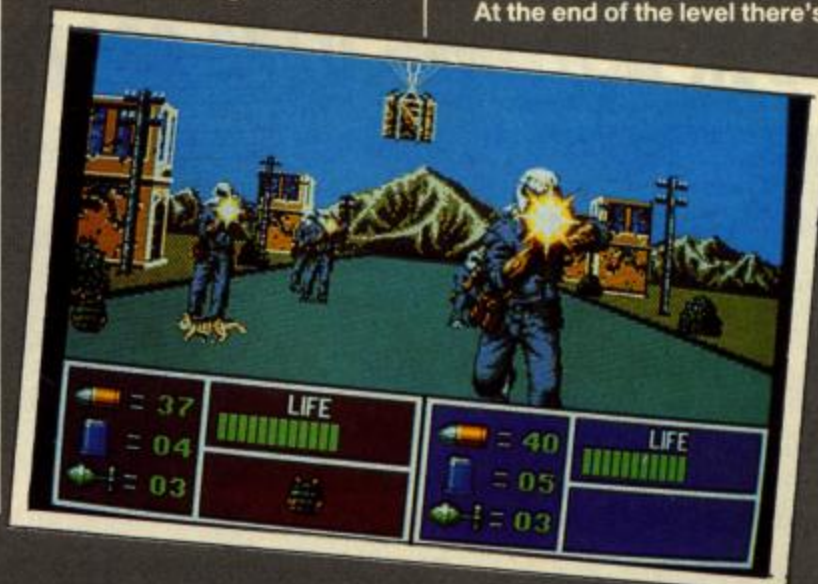 At the end of the level there's
= 37
LIFE
= 04
= 03
= 40
LIFE
= 05
= 03